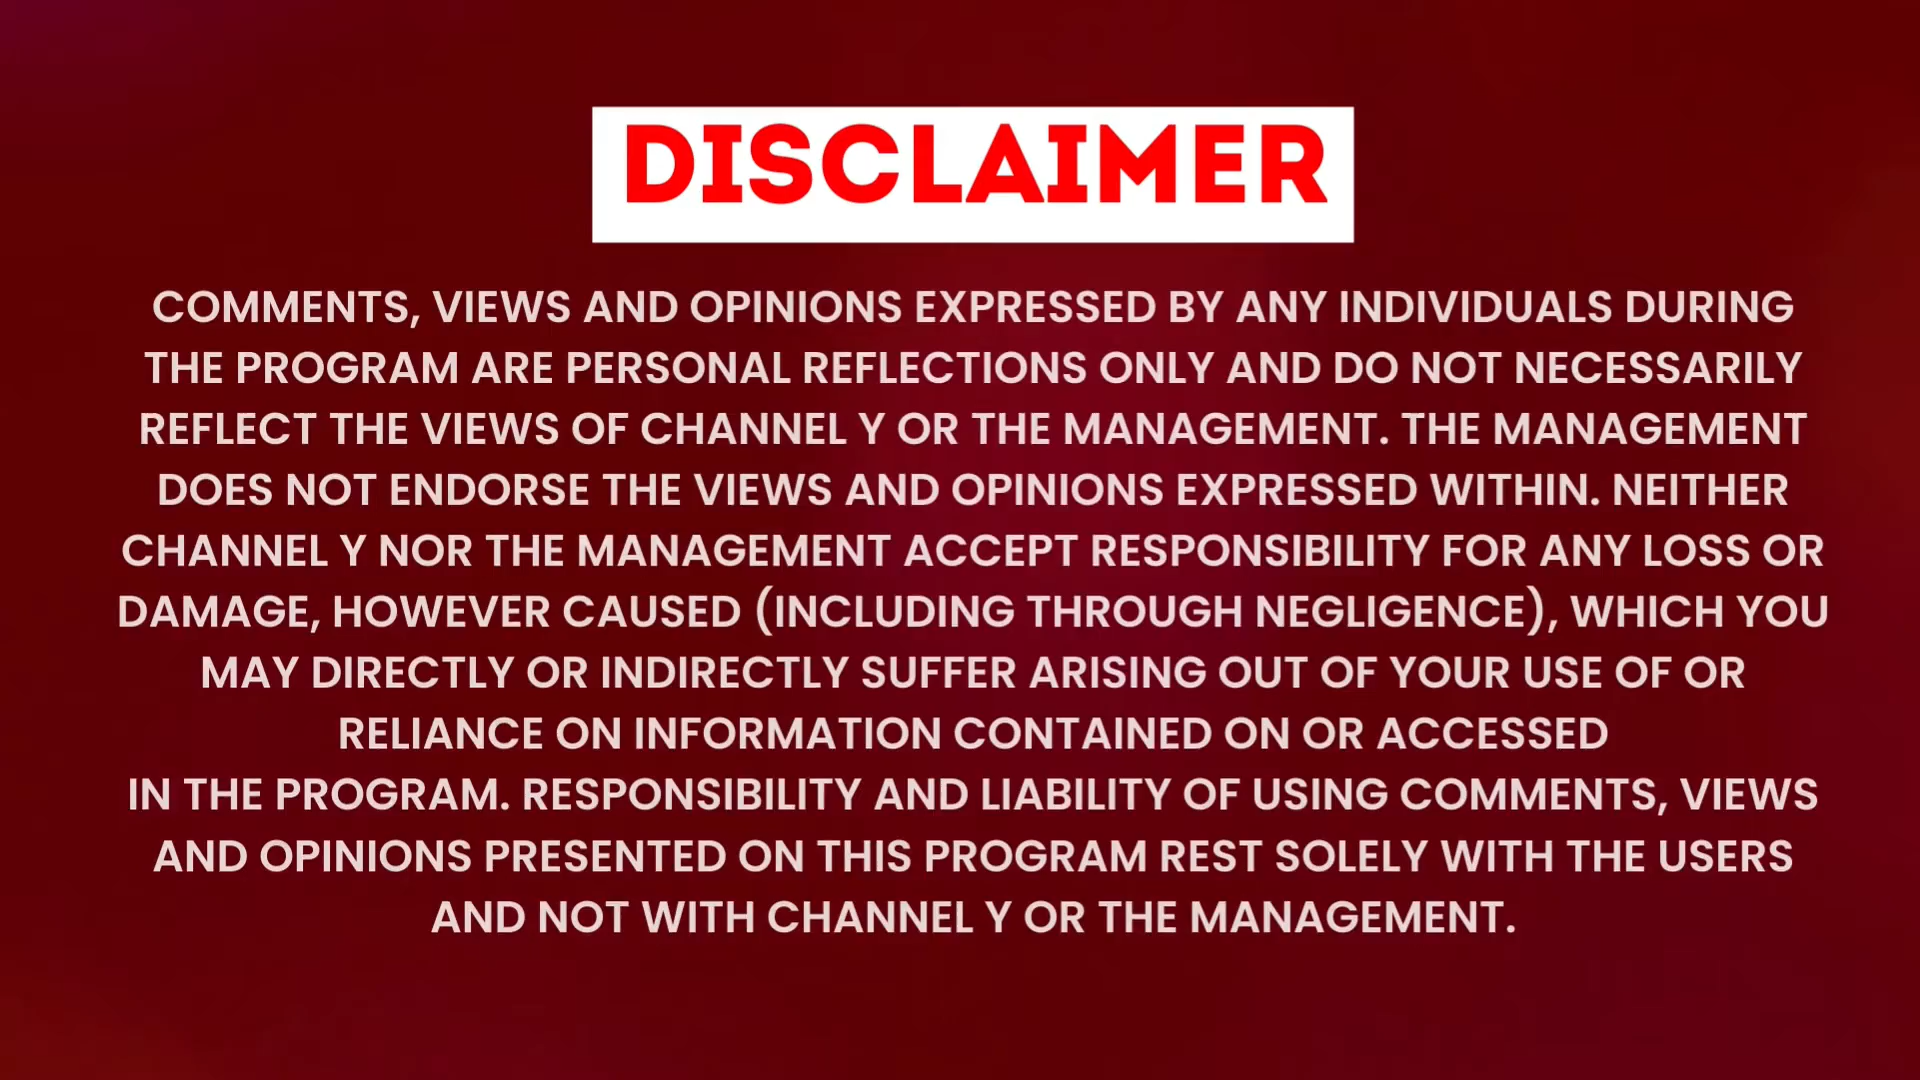 DISCLAIMER
COMMENTS, VIEWS AND OPINIONS EXPRESSED BY ANY INDIVIDUALS DURING
THE PROGRAM ARE PERSONAL REFLECTIONS ONLY AND DO NOT NECESSARILY
REFLECT THE VIEWS OF CHANNEL Y OR THE MANAGEMENT. THE MANAGEMENT
DOES NOT ENDORSE THE VIEWS AND OPINIONS EXPRESSED WITHIN. NEITHER
CHANNEL Y NOR THE MANAGEMENT ACCEPT RESPONSIBILITY FOR ANY LOSS OR
DAMAGE, HOWEVER CAUSED (INCLUDING THROUGH NEGLIGENCE), WHICH YOU
MAY DIRECTLY OR INDIRECTLY SUFFER ARISING OUT OF YOUR USE OF OR
RELIANCE ON INFORMATION CONTAINED ON OR ACCESSED
IN THE PROGRAM. RESPONSIBILITY AND LIABILITY OF USING COMMENTS, VIEWS
AND OPINIONS PRESENTED ON THIS PROGRAM REST SOLELY WITH THE USERS
AND NOT WITH CHANNEL Y OR THE MANAGEMENT.